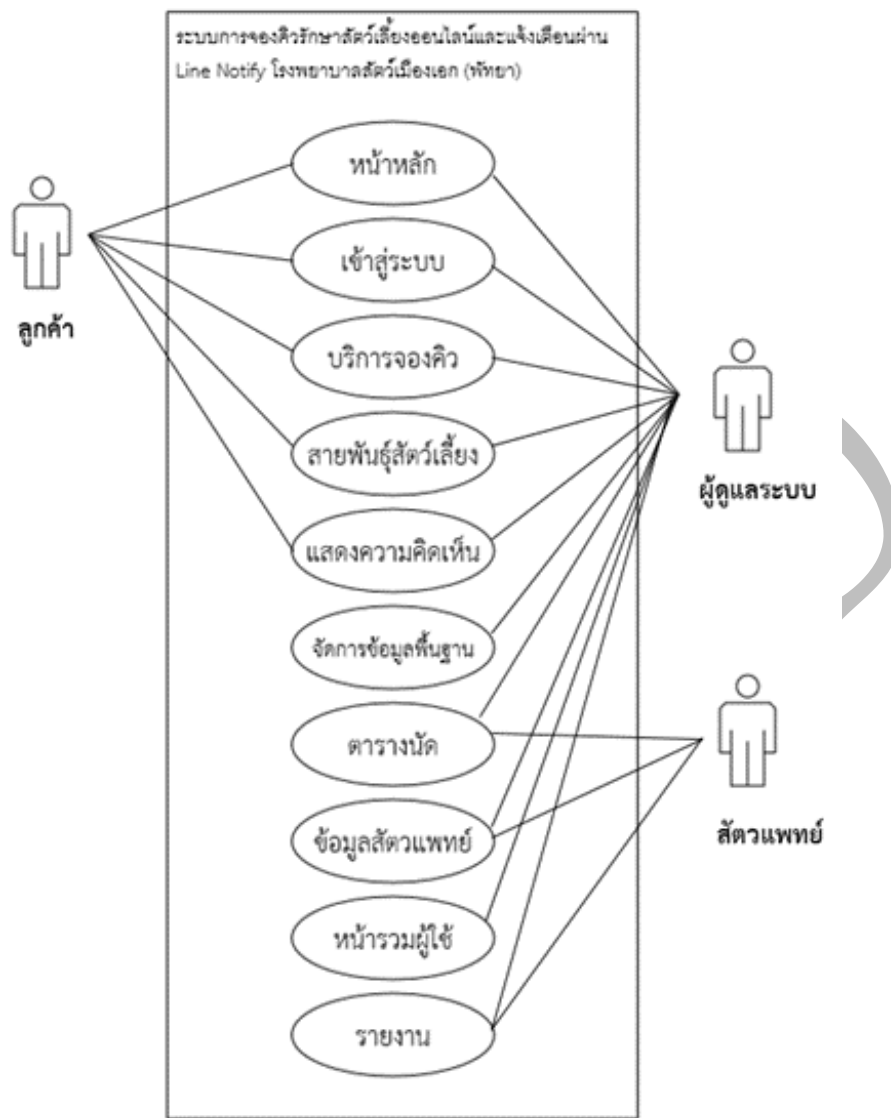 ระบบการจองคิวรักษาสัตว์เลี้ยงออนไลน์และแจ้งเตือนผ่าน
Line Notify โรงพยาบาลสัตว์เมืองเอก (พัทยา)
หน้าหลัก
เข้าสู่ระบบ
ลูกค้า
บริการจองคิว
สายพันธุ์สัตว์เลี้ยง
ผู้ดูแลระบบ
แสดงความคิดเห็น
จัดการข้อมูลพื้นฐาน
ตารางนัด
ข้อมูลสัตวแพทย์
สัตวแพทย์
หน้ารวมผู้ใช้
รายงาน